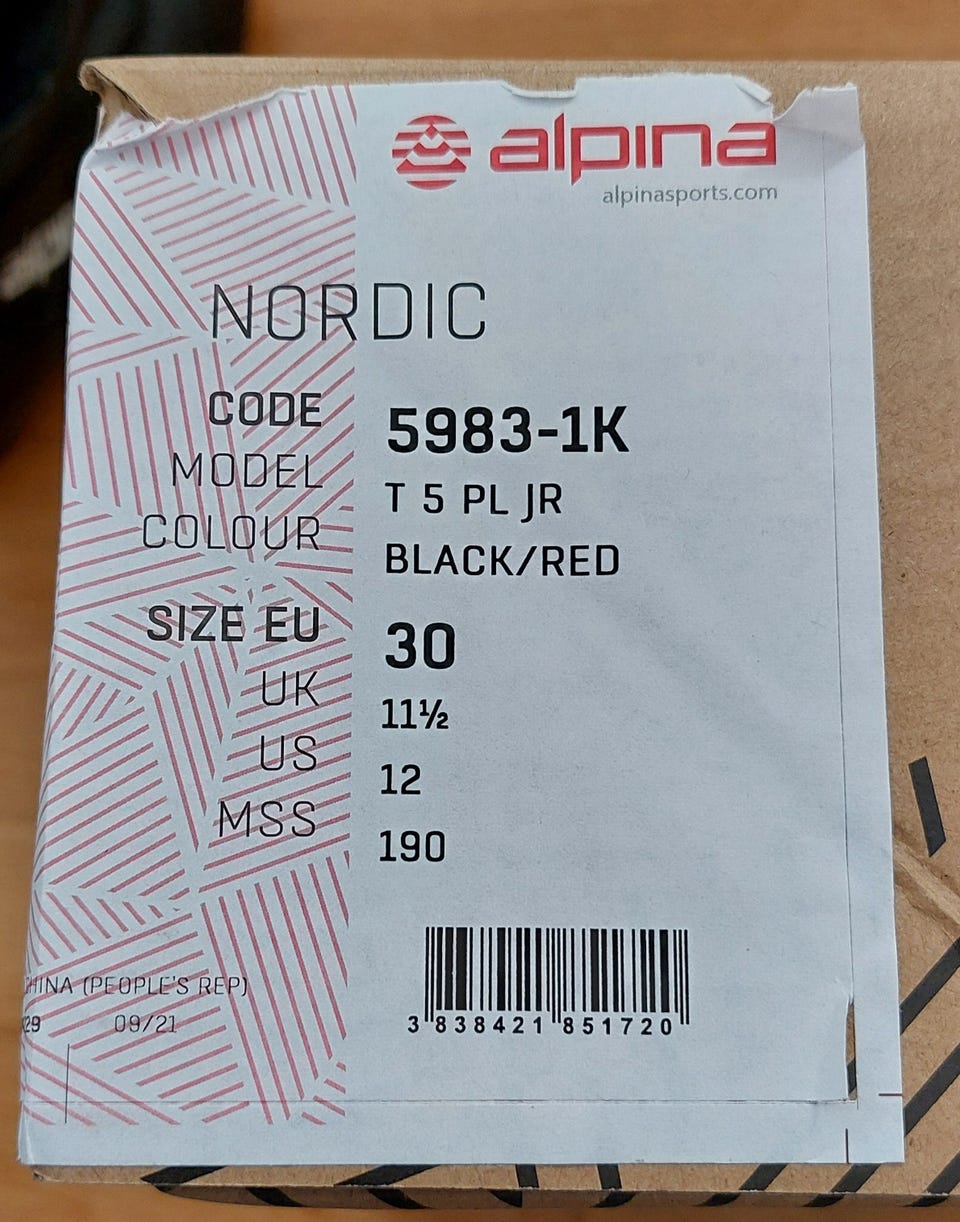 alpina
alpinasports.com
NORDIC
CODE 5983-1K
MODEL T 5 PL JR
COLOUR BLACK/RED
SIZE EU 30
UK 11½
US 12
MSS 190
(PEOPLE'S REP)
09/21
3 838421 851720